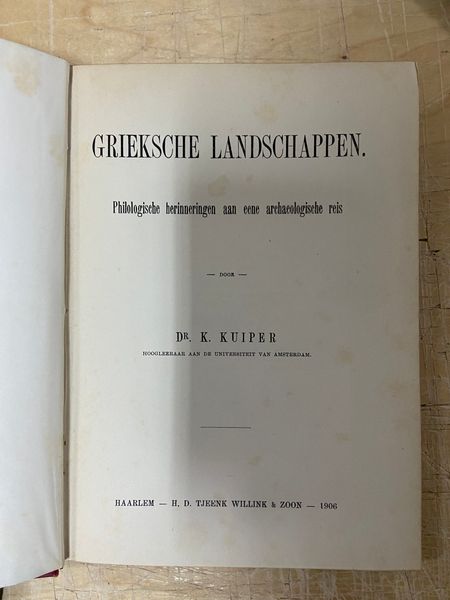 GRIEKSCHE LANDSCHAPPEN.
Philologische herinneringen aan eene archaeologische reis
— DOOR —
DR. K. KUIPER
HOOGLEERAAR AAN DE UNIVERSITEIT VAN AMSTERDAM.
HAARLEM — H. D. TJEENK WILLINK & ZOON — 1906